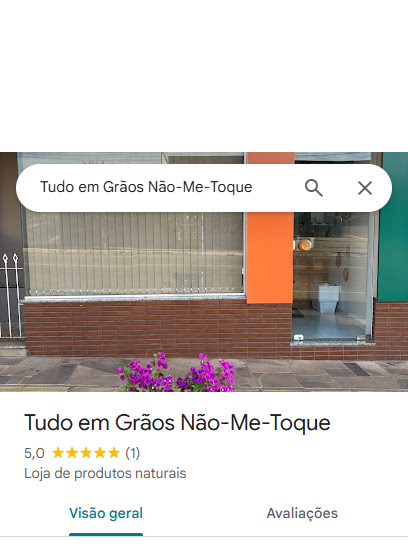 Tudo em Grãos Não-Me-Toque
Tudo em Grãos Não-Me-Toque
5,0 ★★★★★ (1)
Loja de produtos naturais
Visão geral Avaliações